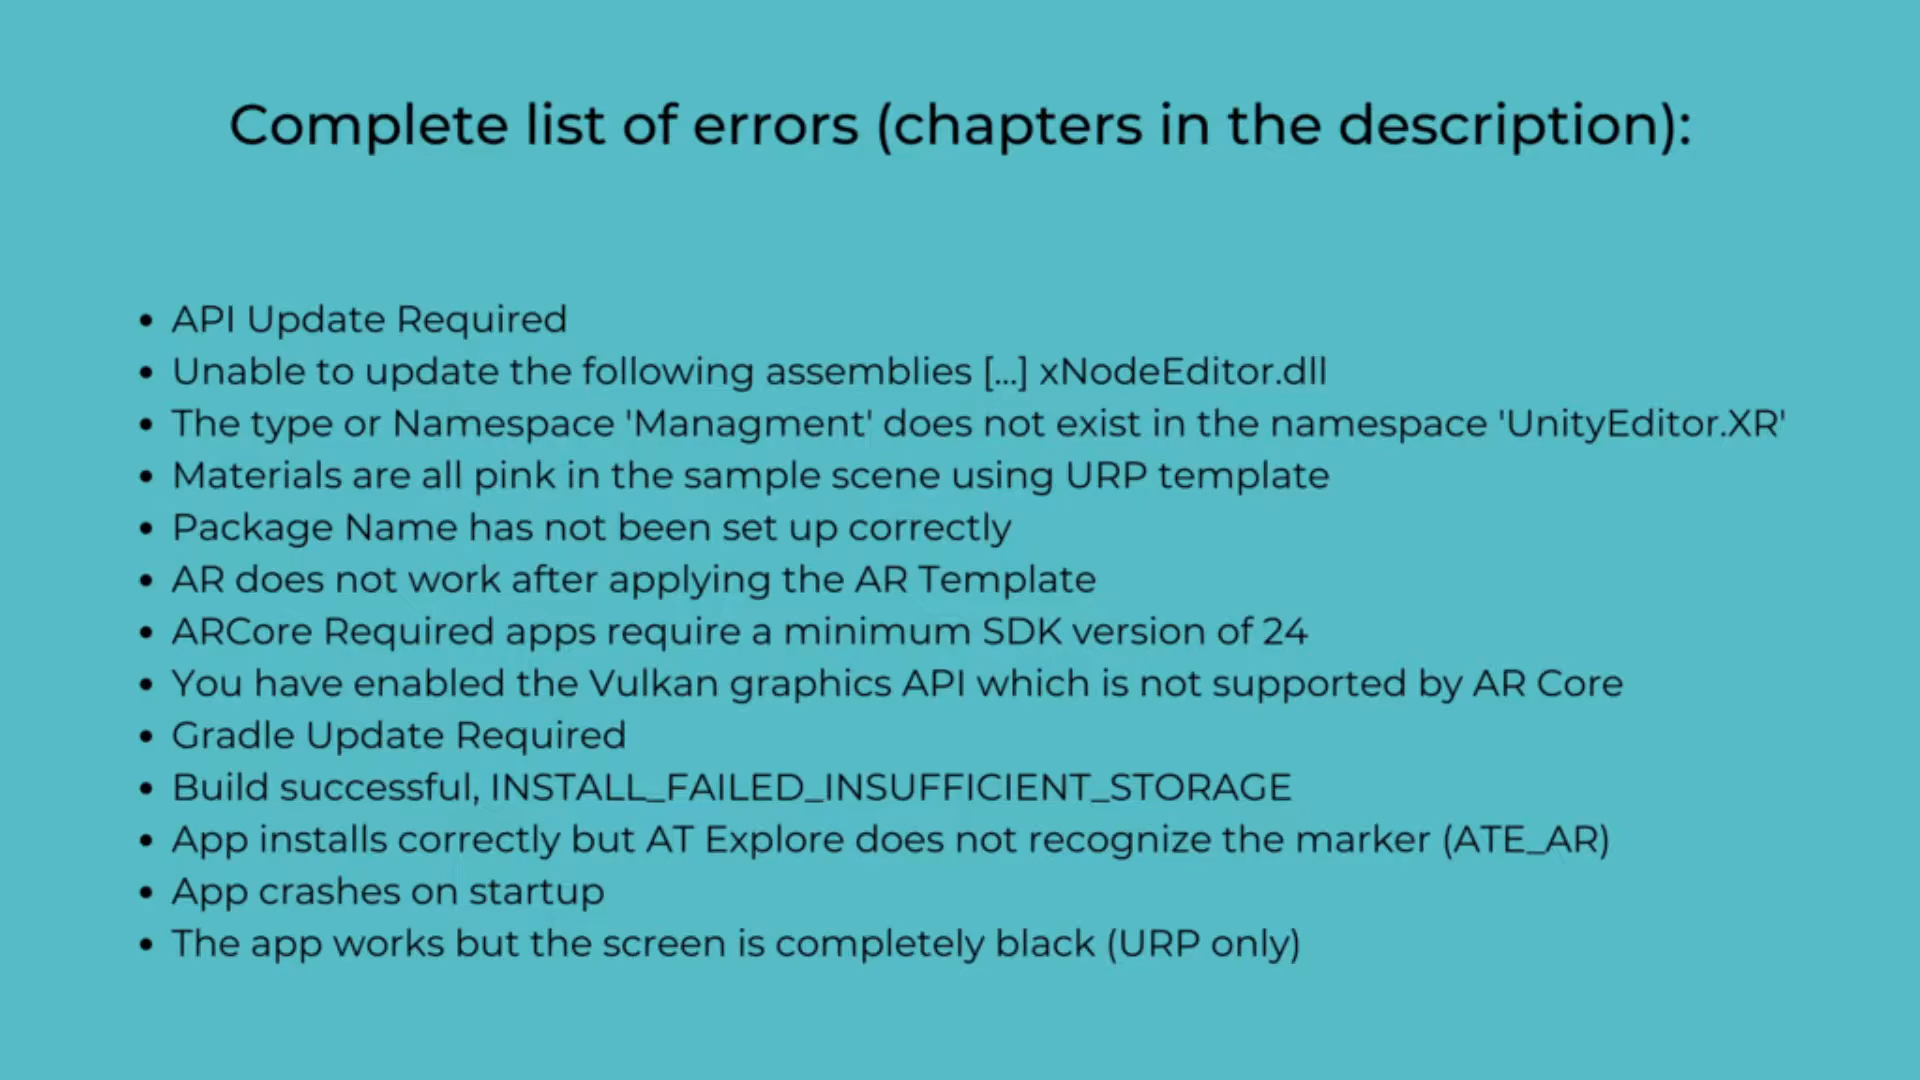 Complete list of errors (chapters in the description):
• API Update Required
• Unable to update the following assemblies [...] xNodeEditor.dll
• The type or Namespace 'Managment' does not exist in the namespace 'UnityEditor.XR'
• Materials are all pink in the sample scene using URP template
• Package Name has not been set up correctly
• AR does not work after applying the AR Template
• ARCore Required apps require a minimum SDK version of 24
• You have enabled the Vulkan graphics API which is not supported by AR Core
• Gradle Update Required
• Build successful, INSTALL_FAILED_INSUFFICIENT_STORAGE
• App installs correctly but AT Explore does not recognize the marker (ATE_AR)
• App crashes on startup
• The app works but the screen is completely black (URP only)